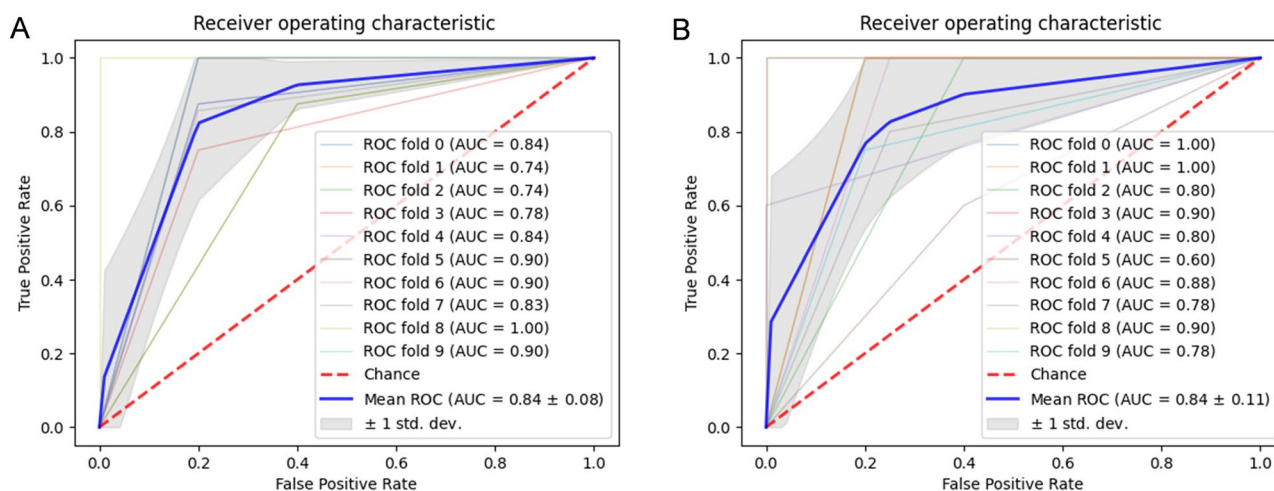 A
Receiver operating characteristic
True Positive Rate
1.0
0.8
0.6
0.4
0.2
0.0
ROC fold 0 (AUC = 0.84)
ROC fold 1 (AUC = 0.74)
ROC fold 2 (AUC = 0.74)
ROC fold 3 (AUC = 0.78)
ROC fold 4 (AUC = 0.84)
ROC fold 5 (AUC = 0.90)
ROC fold 6 (AUC = 0.90)
ROC fold 7 (AUC = 0.83)
ROC fold 8 (AUC = 1.00)
ROC fold 9 (AUC = 0.90)
Chance
Mean ROC (AUC = 0.84 ± 0.08)
± 1 std. dev.
0.0 0.2 0.4 0.6 0.8 1.0
False Positive Rate
B
Receiver operating characteristic
True Positive Rate
1.0
0.8
0.6
0.4
0.2
0.0
ROC fold 0 (AUC = 1.00)
ROC fold 1 (AUC = 1.00)
ROC fold 2 (AUC = 0.80)
ROC fold 3 (AUC = 0.90)
ROC fold 4 (AUC = 0.80)
ROC fold 5 (AUC = 0.60)
ROC fold 6 (AUC = 0.88)
ROC fold 7 (AUC = 0.78)
ROC fold 8 (AUC = 0.90)
ROC fold 9 (AUC = 0.78)
Chance
Mean ROC (AUC = 0.84 ± 0.11)
± 1 std. dev.
0.0 0.2 0.4 0.6 0.8 1.0
False Positive Rate